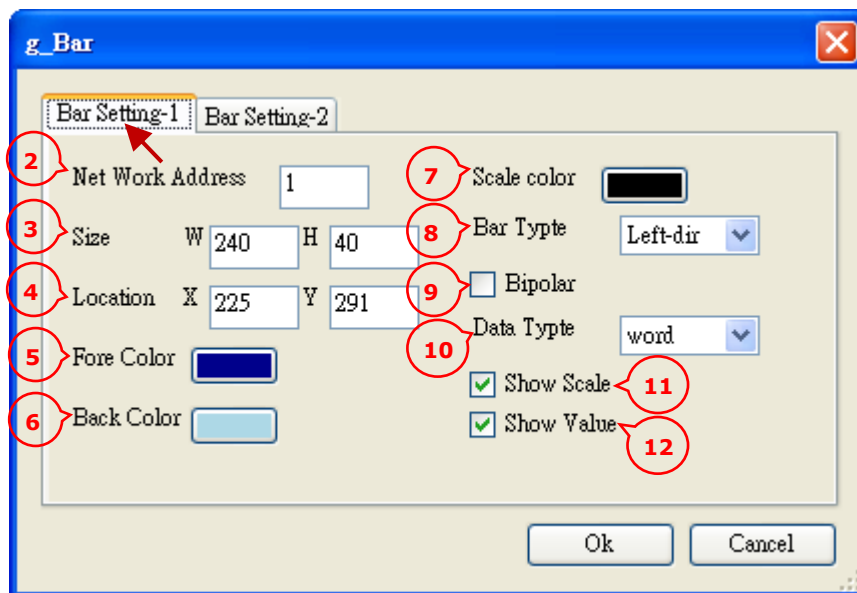 g_Bar
Bar Setting-1 Bar Setting-2
2 Net Work Address 1
3 Size W 240 H 40
4 Location X 225 Y 291
5 Fore Color
6 Back Color
7 Scale color
8 Bar Typte Left-dir
9 Bipolar
10 Data Typte word
Show Scale 11
Show Value 12
Ok Cancel